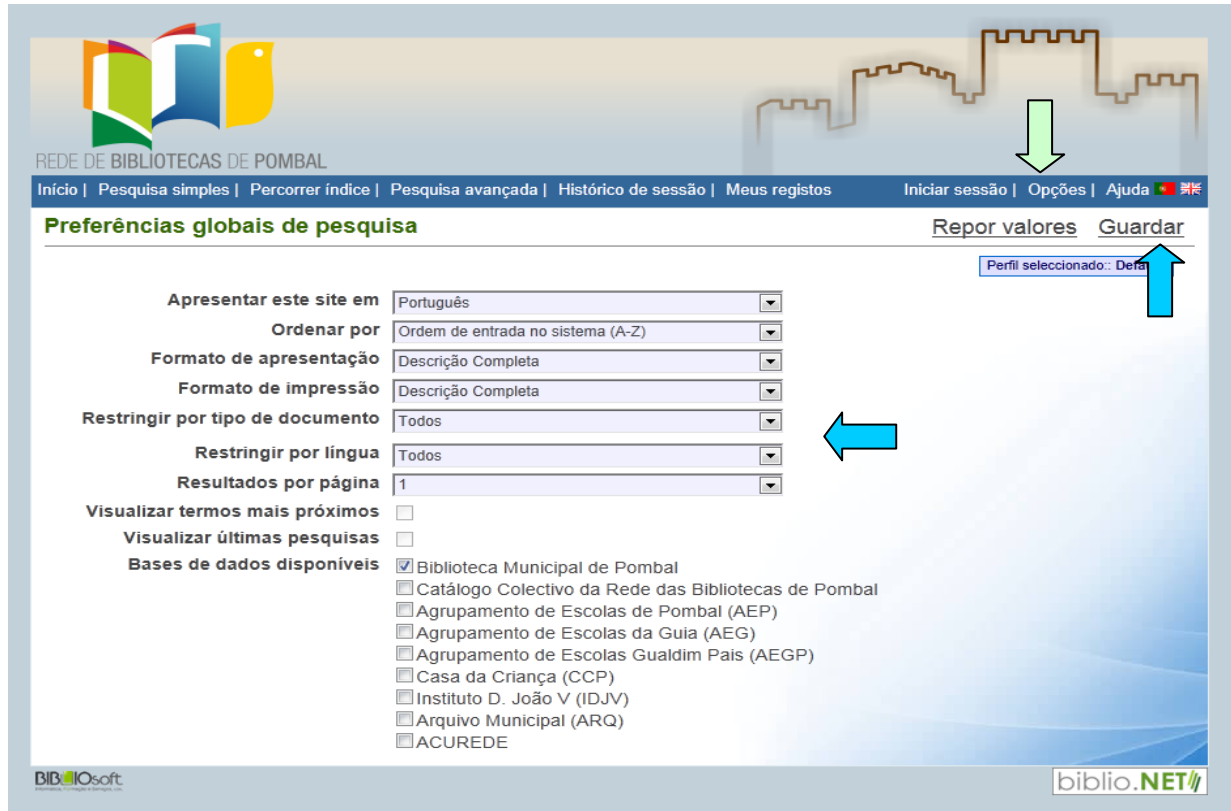 REDE DE BIBLIOTECAS DE POMBAL
Início | Pesquisa simples | Percorrer índice | Pesquisa avançada | Histórico de sessão | Meus registos Iniciar sessão | Opções | Ajuda
Preferências globais de pesquisa Repor valores Guardar
Perfil seleccionado::
Apresentar este site em Português
Ordenar por Ordem de entrada no sistema (A-Z)
Formato de apresentação Descrição Completa
Formato de impressão Descrição Completa
Restringir por tipo de documento Todos
Restringir por língua Todos
Resultados por página 1
Visualizar termos mais próximos
Visualizar últimas pesquisas
Bases de dados disponíveis Biblioteca Municipal de Pombal
Catálogo Colectivo da Rede das Bibliotecas de Pombal
Agrupamento de Escolas de Pombal (AEP)
Agrupamento de Escolas da Guia (AEG)
Agrupamento de Escolas Gualdim Pais (AEGP)
Casa da Criança (CCP)
Instituto D. João V (IDJV)
Arquivo Municipal (ARQ)
ACUREDE
BIBLIOsoft biblio.NET